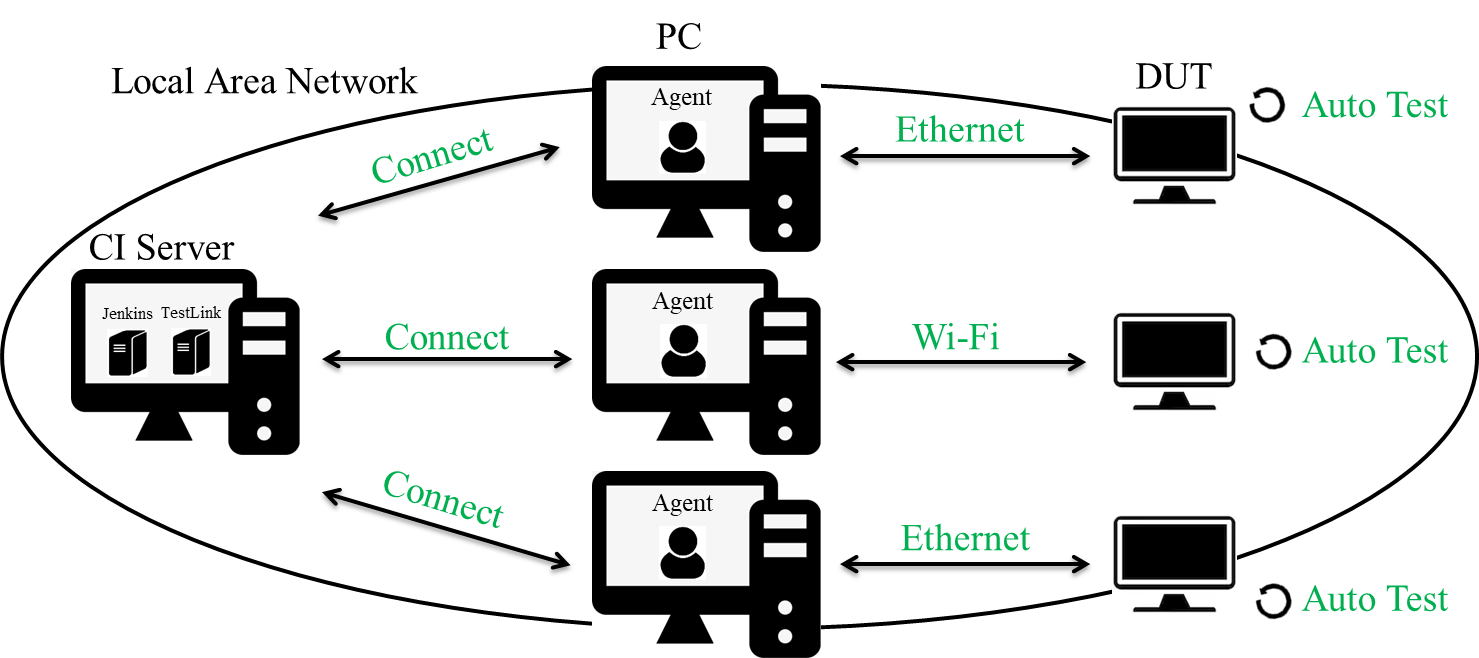 PC
Local Area Network
DUT
Agent
Auto Test
Connect
Ethernet
CI Server
Jenkins
TestLink
Agent
Connect
Wi-Fi
Auto Test
Agent
Connect
Ethernet
Auto Test